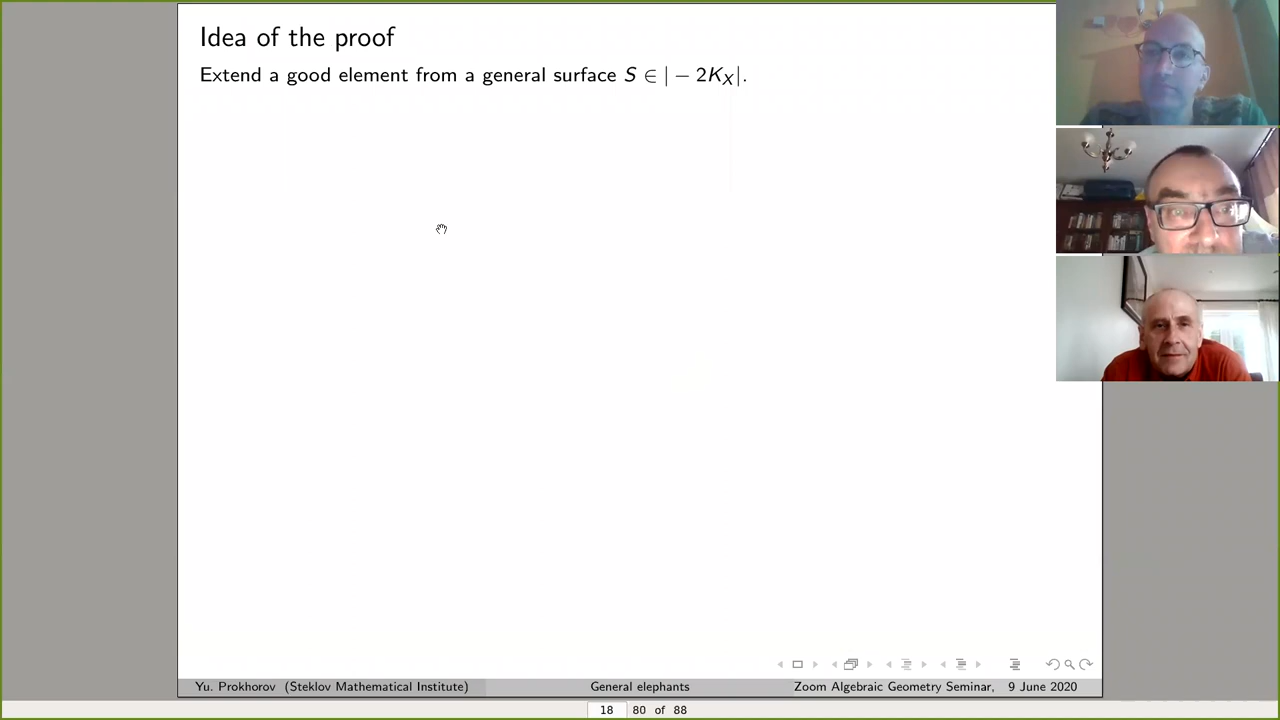 Idea of the proof
Extend a good element from a general surface S ∈ | − 2K_X|.
Yu. Prokhorov (Steklov Mathematical Institute) General elephants Zoom Algebraic Geometry Seminar, 9 June 2020
18 80 of 88